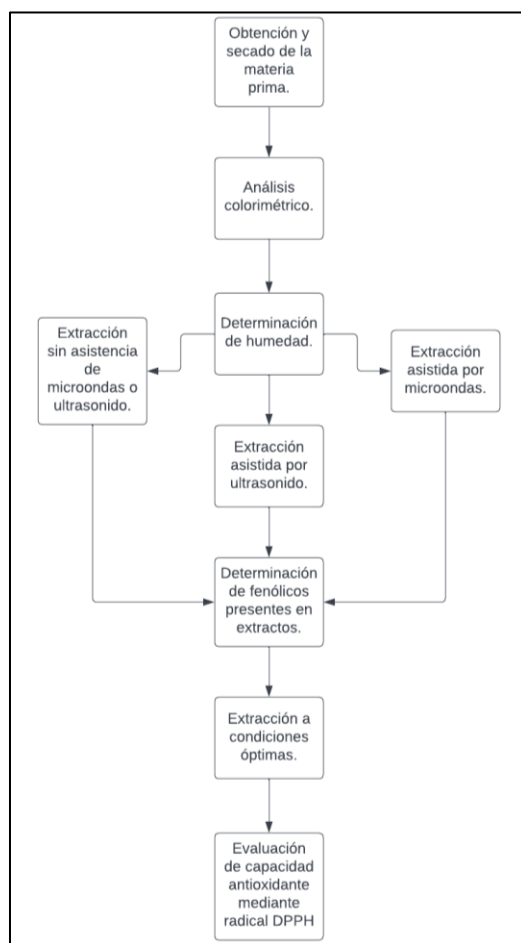 Obtención y
secado de la
materia
prima.
Análisis
colorimétrico.
Determinación
de humedad.
Extracción
sin asistencia
de
microondas o
ultrasonido.
Extracción
asistida por
microondas.
Extracción
asistida por
ultrasonido.
Determinación
de fenólicos
presentes en
extractos.
Extracción a
condiciones
óptimas.
Evaluación
de capacidad
antioxidante
mediante
radical DPPH